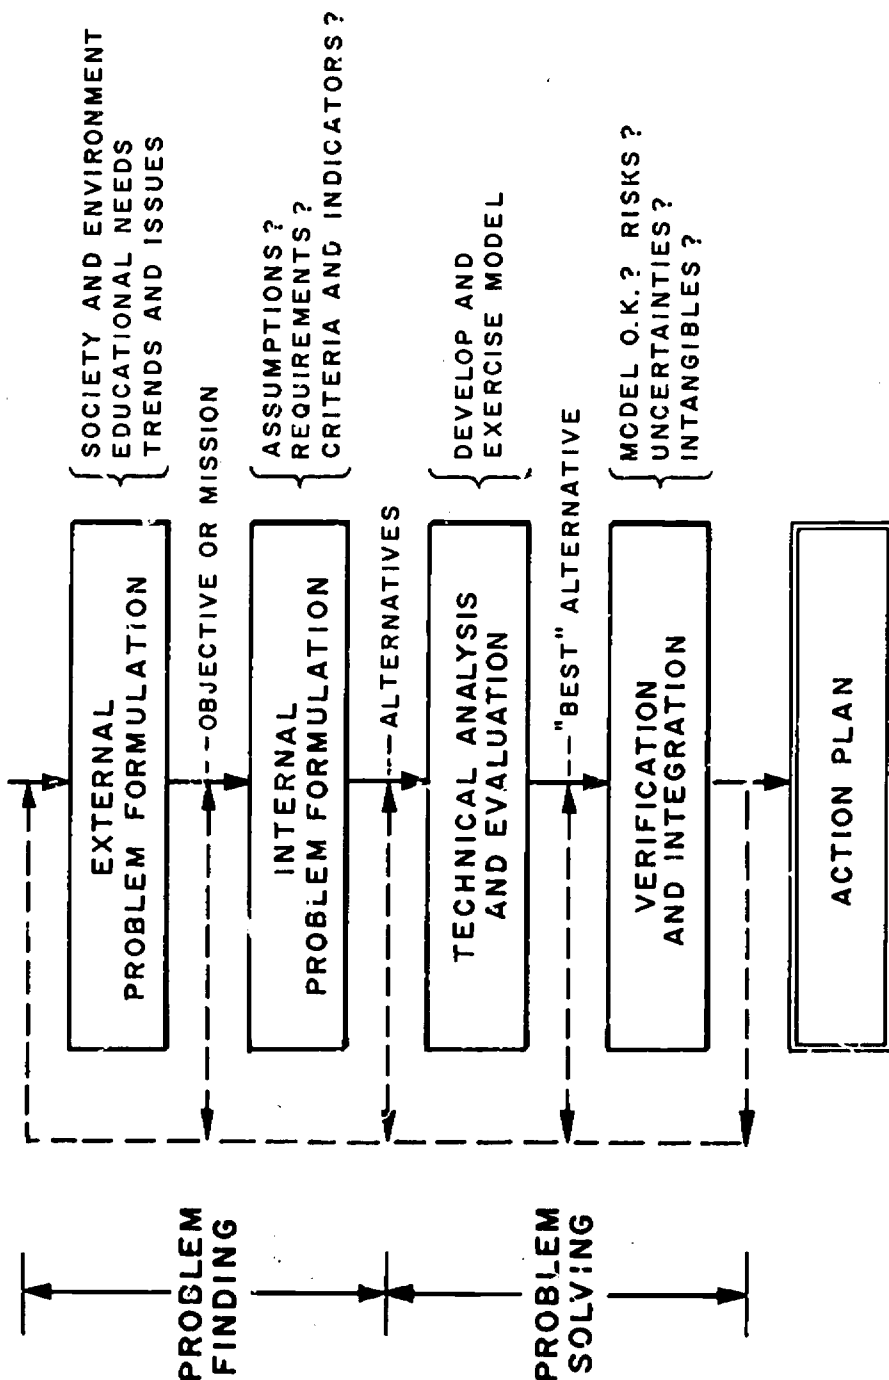 SOCIETY AND ENVIRONMENT
EDUCATIONAL NEEDS
TRENDS AND ISSUES
EXTERNAL
PROBLEM FORMULATION
OBJECTIVE OR MISSION
ASSUMPTIONS?
REQUIREMENTS?
CRITERIA AND INDICATORS?
INTERNAL
PROBLEM FORMULATION
ALTERNATIVES
DEVELOP AND
EXERCISE MODEL
TECHNICAL ANALYSIS
AND EVALUATION
"BEST" ALTERNATIVE
MODEL O.K.? RISKS?
UNCERTAINTIES?
INTANGIBLES?
VERIFICATION
AND INTEGRATION
ACTION PLAN
PROBLEM
FINDING
PROBLEM
SOLVING